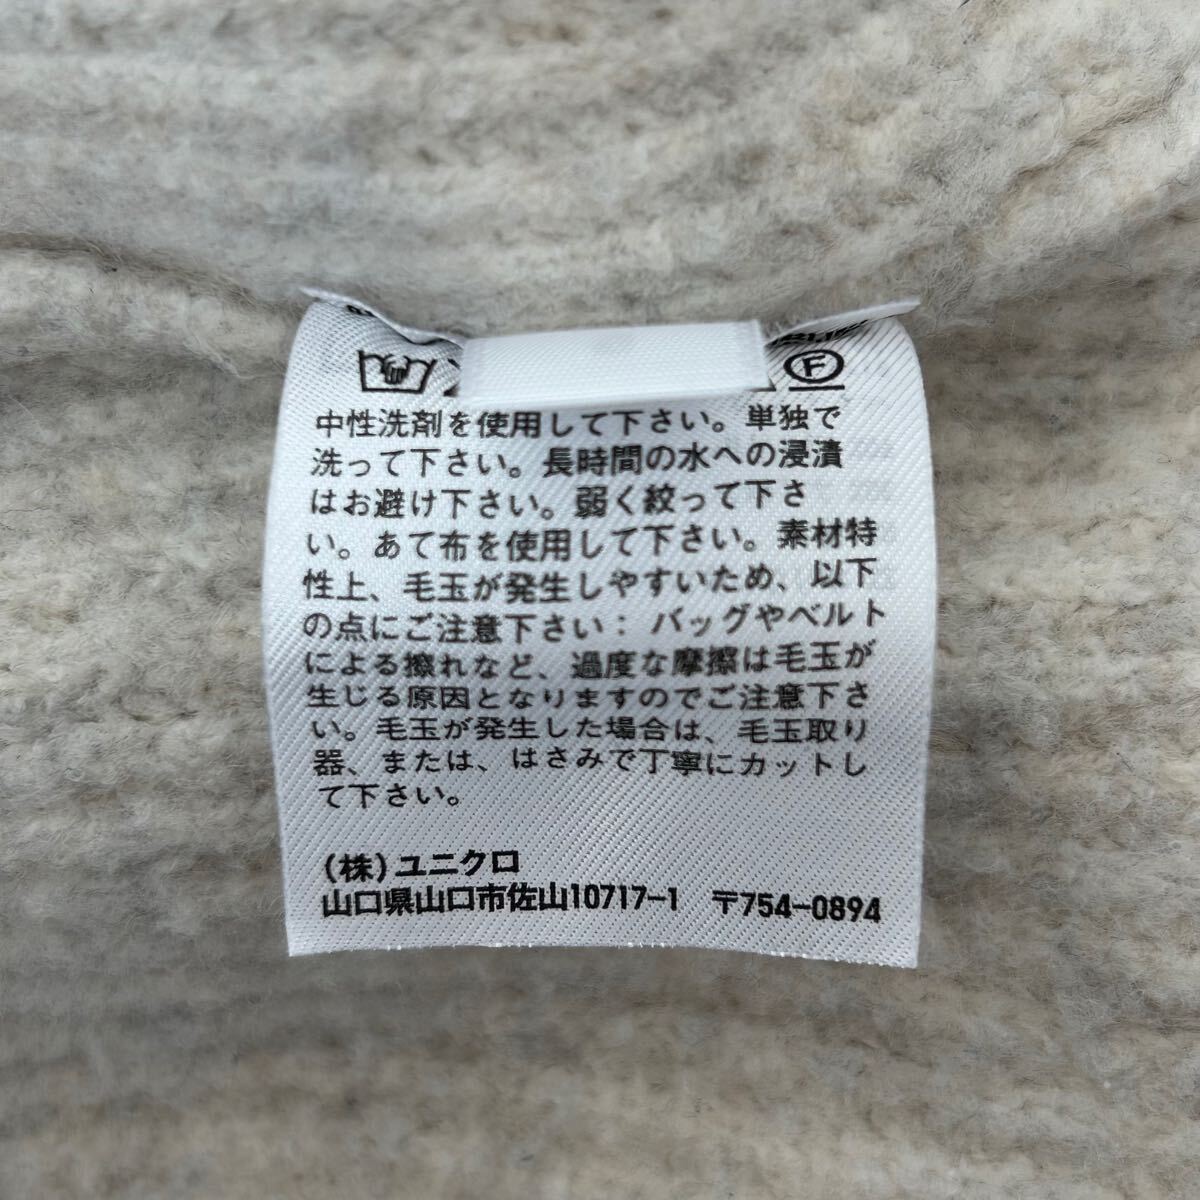 F
中性洗剤を使用して下さい。単独で
洗って下さい。長時間の水への浸漬
はお避け下さい。弱く絞って下さ
い。あて布を使用して下さい。素材特
性上、毛玉が発生しやすいため、以下
の点にご注意下さい：バッグやベルト
による擦れなど、過度な摩擦は毛玉が
生じる原因となりますのでご注意下さ
い。毛玉が発生した場合は、毛玉取り
器、または、はさみで丁寧にカットし
て下さい。
(株)ユニクロ
山口県山口市佐山10717-1 〒754-0894